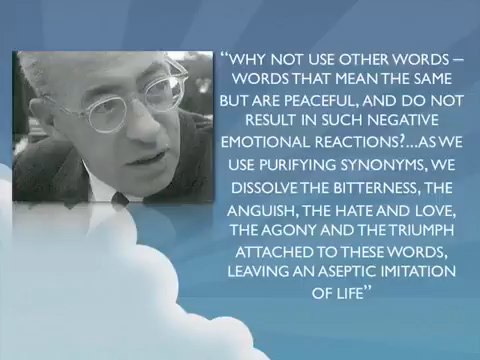 “WHY NOT USE OTHER WORDS –
WORDS THAT MEAN THE SAME
BUT ARE PEACEFUL, AND DO NOT
RESULT IN SUCH NEGATIVE
EMOTIONAL REACTIONS?...AS WE
USE PURIFYING SYNONYMS, WE
DISSOLVE THE BITTERNESS, THE
ANGUISH, THE HATE AND LOVE,
THE AGONY AND THE TRIUMPH
ATTACHED TO THESE WORDS,
LEAVING AN ASEPTIC IMITATION
OF LIFE”